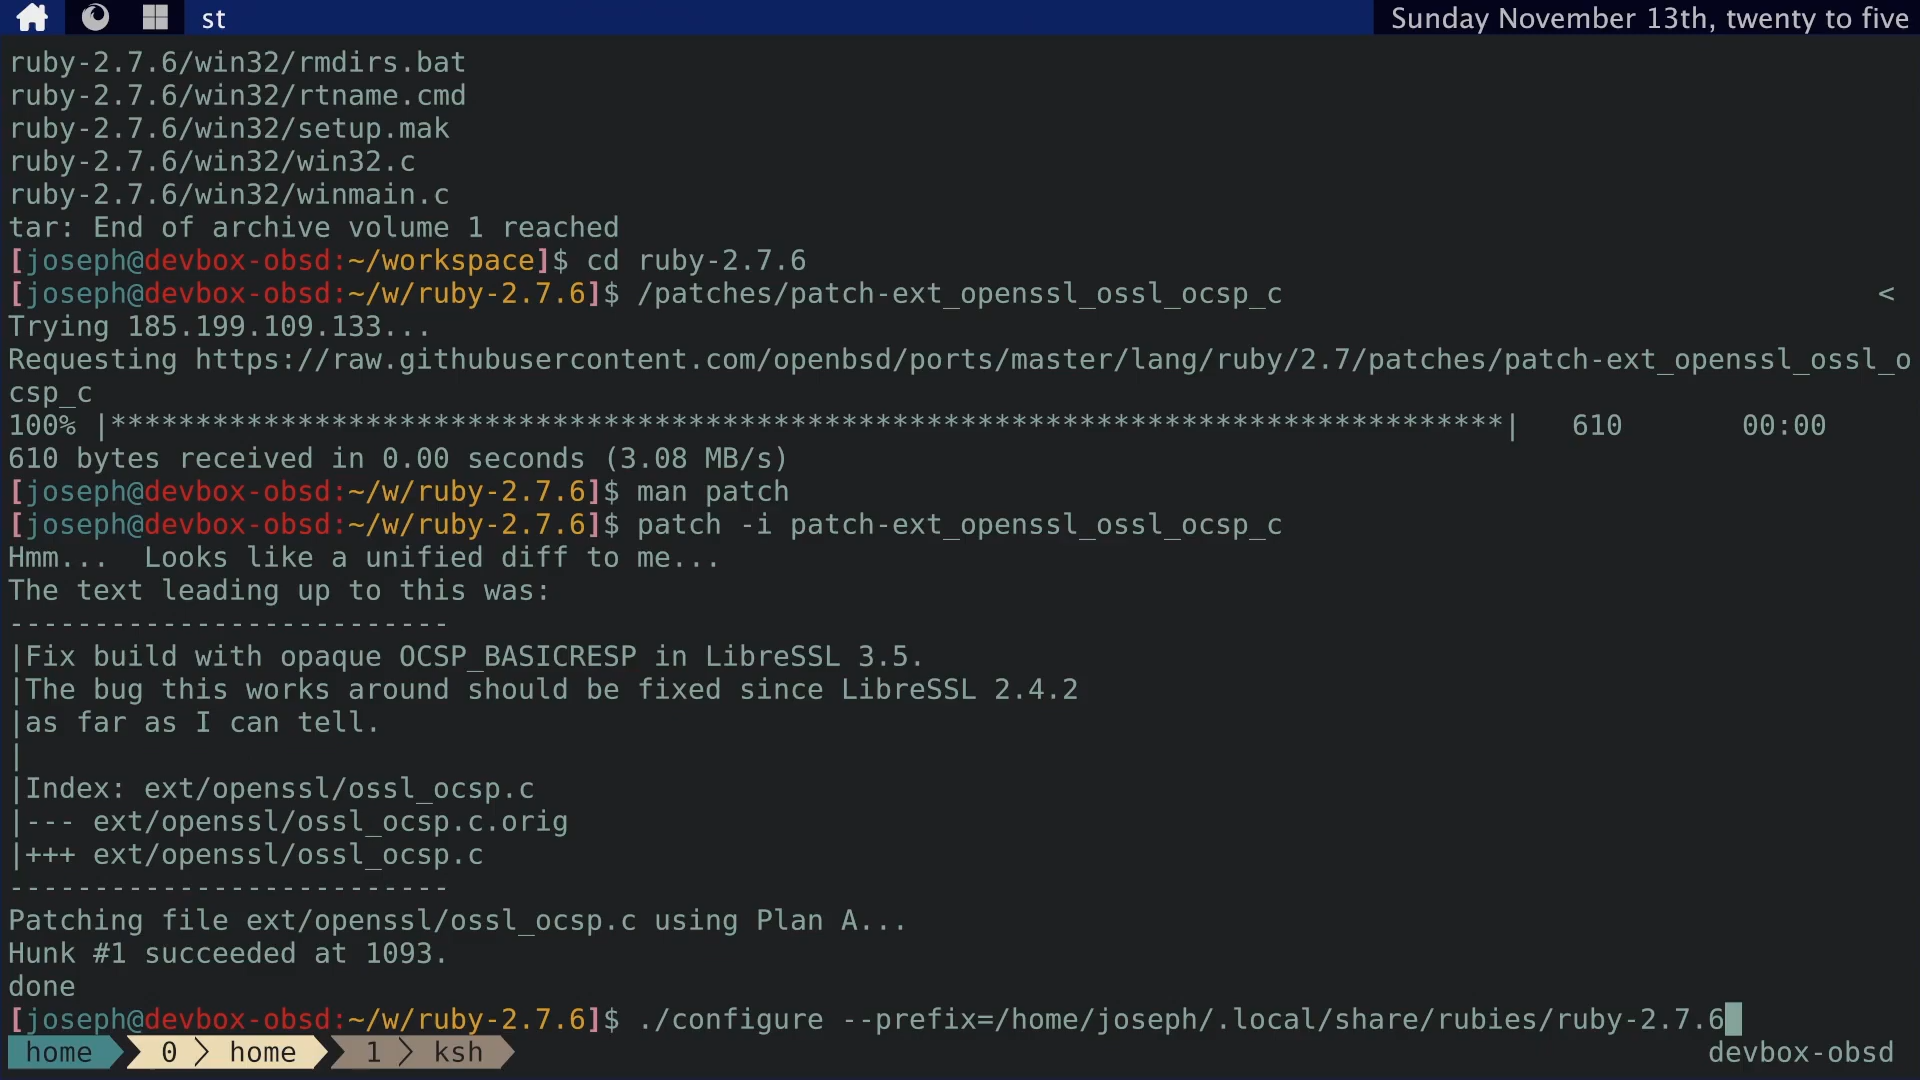 st
Sunday November 13th, twenty to five
ruby-2.7.6/win32/rmdirs.bat
ruby-2.7.6/win32/rtname.cmd
ruby-2.7.6/win32/setup.mak
ruby-2.7.6/win32/win32.c
ruby-2.7.6/win32/winmain.c
tar: End of archive volume 1 reached
[joseph@devbox-obsd:~/workspace]$ cd ruby-2.7.6
[joseph@devbox-obsd:~/w/ruby-2.7.6]$ /patches/patch-ext_openssl_ossl_ocsp_c <
Trying 185.199.109.133...
Requesting https://raw.githubusercontent.com/openbsd/ports/master/lang/ruby/2.7/patches/patch-ext_openssl_ossl_o
csp_c
100% |**********************************************************************************| 610 00:00
610 bytes received in 0.00 seconds (3.08 MB/s)
[joseph@devbox-obsd:~/w/ruby-2.7.6]$ man patch
[joseph@devbox-obsd:~/w/ruby-2.7.6]$ patch -i patch-ext_openssl_ossl_ocsp_c
Hmm...  Looks like a unified diff to me...
The text leading up to this was:
--------------------------
|Fix build with opaque OCSP_BASICRESP in LibreSSL 3.5.
|The bug this works around should be fixed since LibreSSL 2.4.2
|as far as I can tell.
|
|Index: ext/openssl/ossl_ocsp.c
|--- ext/openssl/ossl_ocsp.c.orig
|+++ ext/openssl/ossl_ocsp.c
--------------------------
Patching file ext/openssl/ossl_ocsp.c using Plan A...
Hunk #1 succeeded at 1093.
done
[joseph@devbox-obsd:~/w/ruby-2.7.6]$ ./configure --prefix=/home/joseph/.local/share/rubies/ruby-2.7.6
home 0 home 1 ksh devbox-obsd